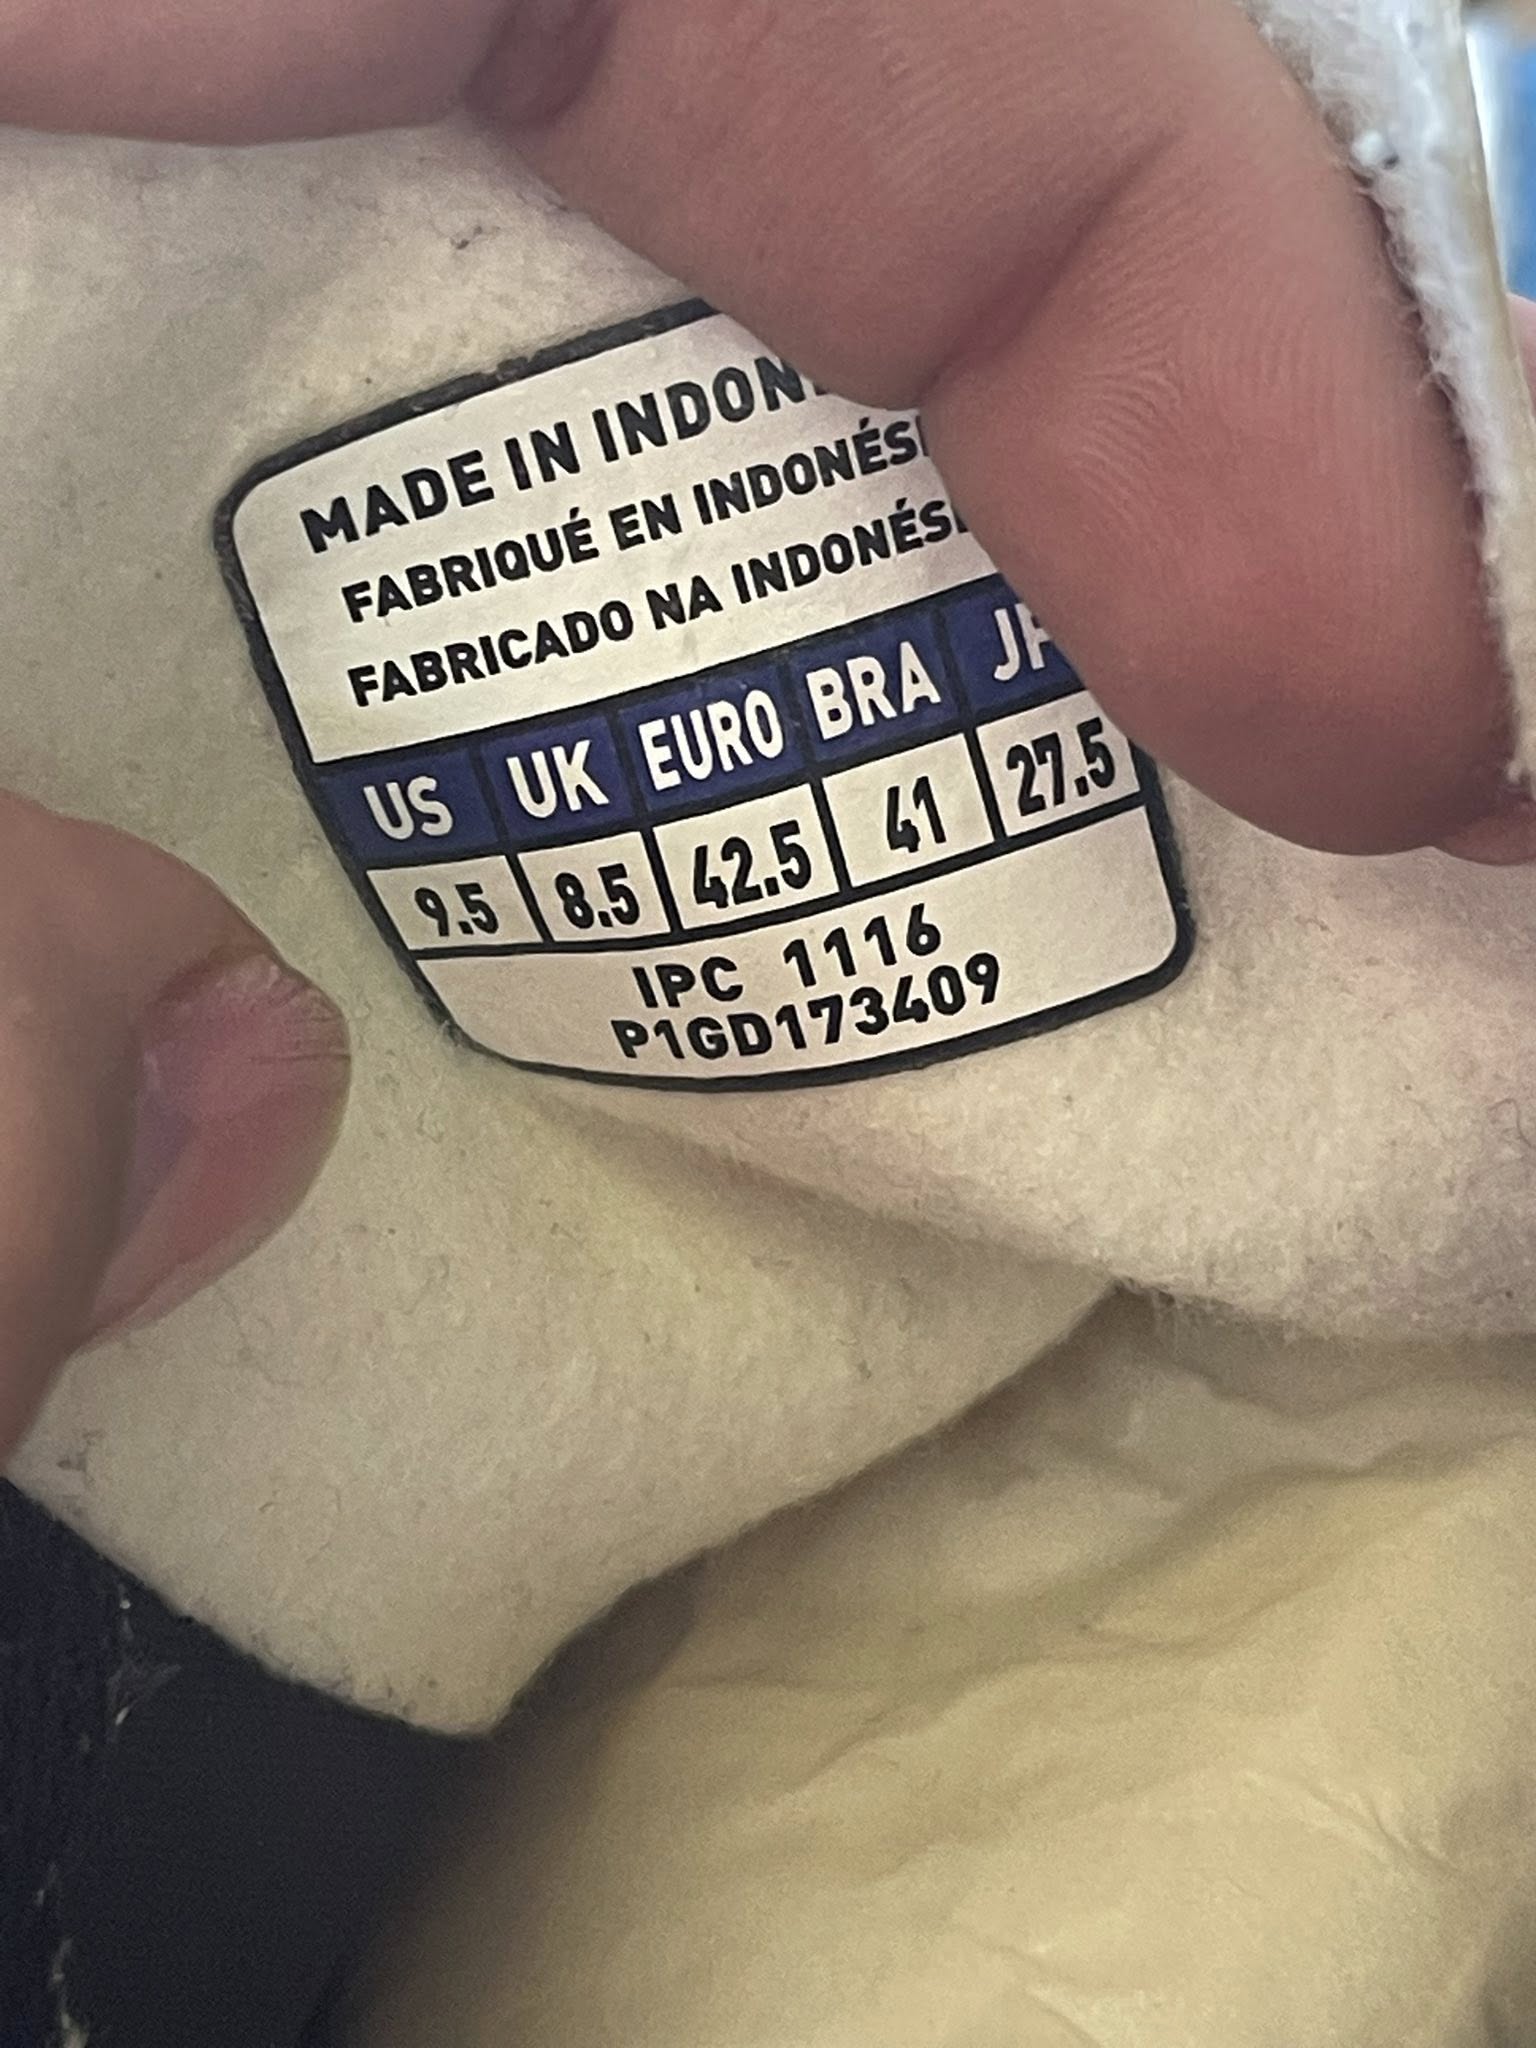 MADE IN INDON
FABRIQUÉ EN INDONÉS
FABRICADO NA INDONÉS
US UK EURO BRA JP
9.5 8.5 42.5 41 27.5
IPC 1116
P1GD173409